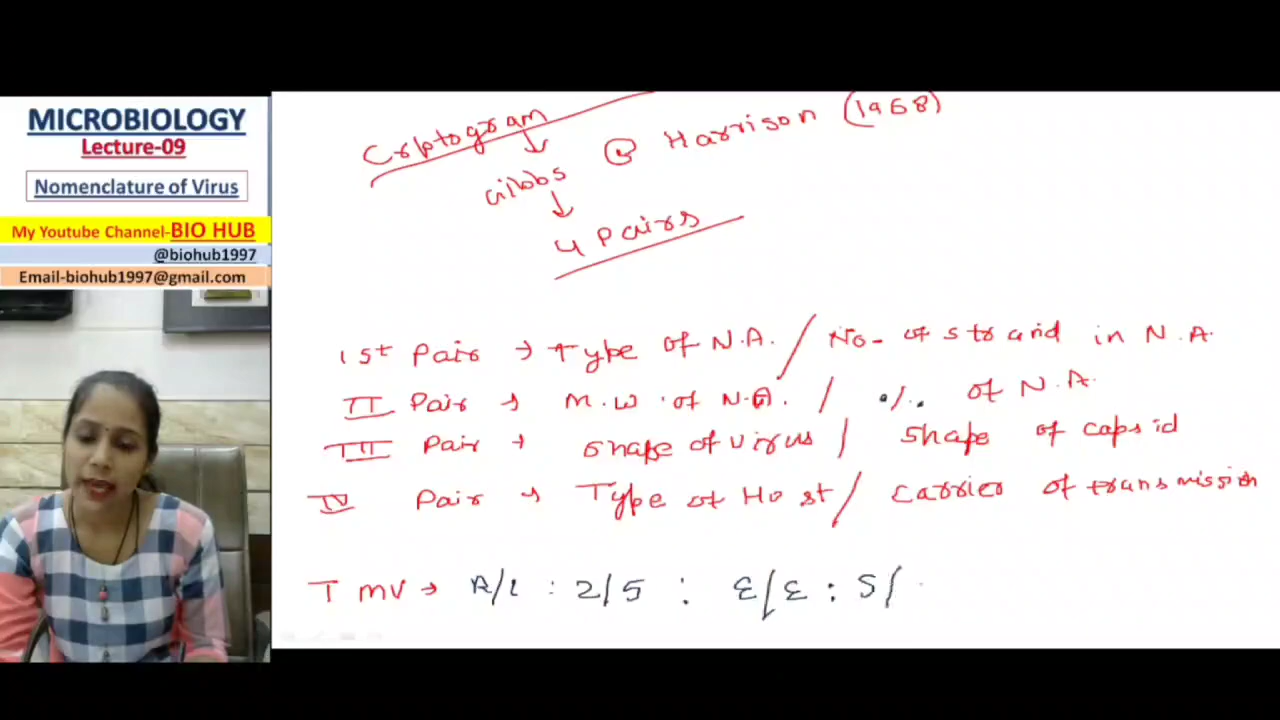 MICROBIOLOGY
Lecture-09
Nomenclature of Virus
My Youtube Channel-BIO HUB
@biohub1997
Email-biohub1997@gmail.com
Crptogram
Gibbs & Harrison (1968)
4 Pairs
1st Pair → Type of N.A. / No. of strand in N.A.
II Pair → M.W. of N.A. / % of N.A.
III Pair → Shape of virus / Shape of capsid
IV Pair → Type of Host / Carrier of transmission
TMV → R/1 : 2/5 : E/E : S/